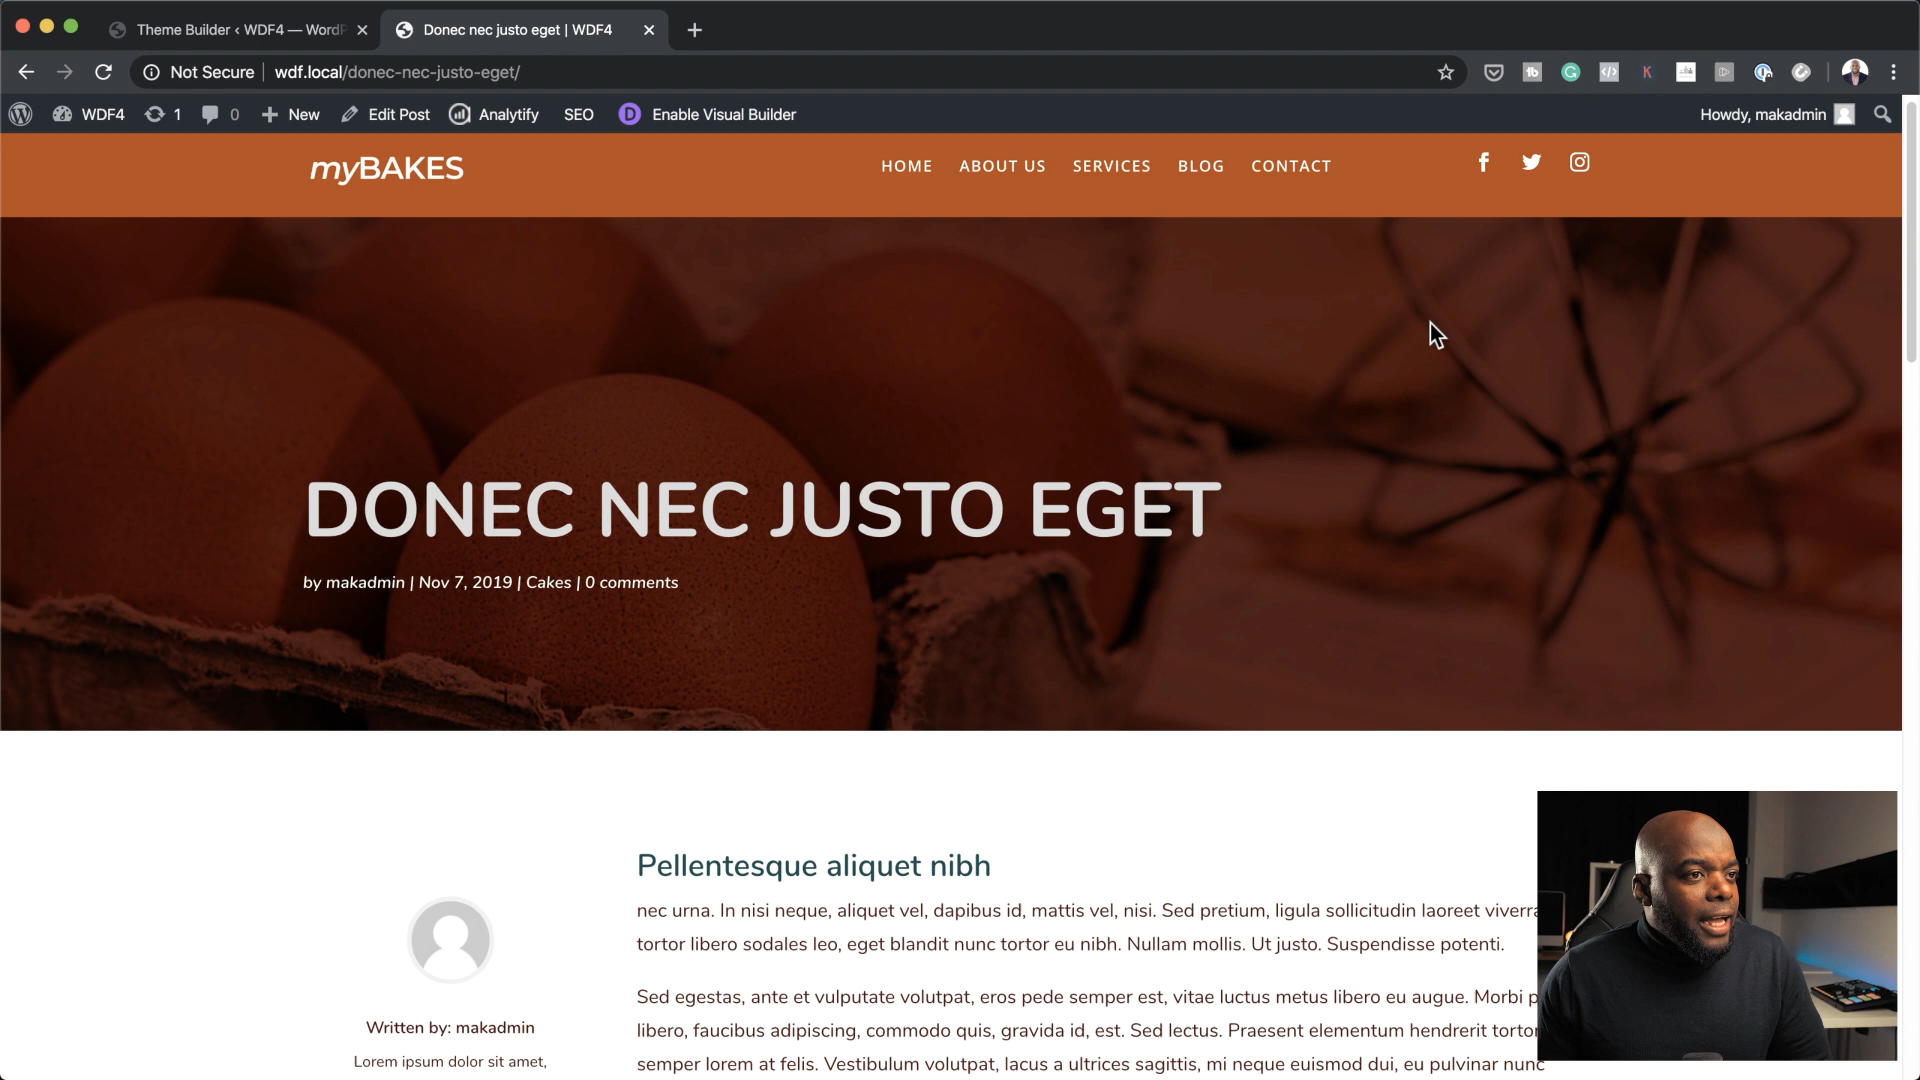 Theme Builder ‹ WDF4 — WordP
Donec nec justo eget | WDF4
Not Secure
wdf.local/donec-nec-justo-eget/
WDF4
1
0
New
Edit Post
Analytify
SEO
Enable Visual Builder
Howdy, makadmin
myBAKES
HOME
ABOUT US
SERVICES
BLOG
CONTACT
DONEC NEC JUSTO EGET
by makadmin | Nov 7, 2019 | Cakes | 0 comments
Pellentesque aliquet nibh
nec urna. In nisi neque, aliquet vel, dapibus id, mattis vel, nisi. Sed pretium, ligula sollicitudin laoreet viverra
tortor libero sodales leo, eget blandit nunc tortor eu nibh. Nullam mollis. Ut justo. Suspendisse potenti.
Sed egestas, ante et vulputate volutpat, eros pede semper est, vitae luctus metus libero eu augue. Morbi p
libero, faucibus adipiscing, commodo quis, gravida id, est. Sed lectus. Praesent elementum hendrerit tortor
semper lorem at felis. Vestibulum volutpat, lacus a ultrices sagittis, mi neque euismod dui, eu pulvinar nunc
Written by: makadmin
Lorem ipsum dolor sit amet,